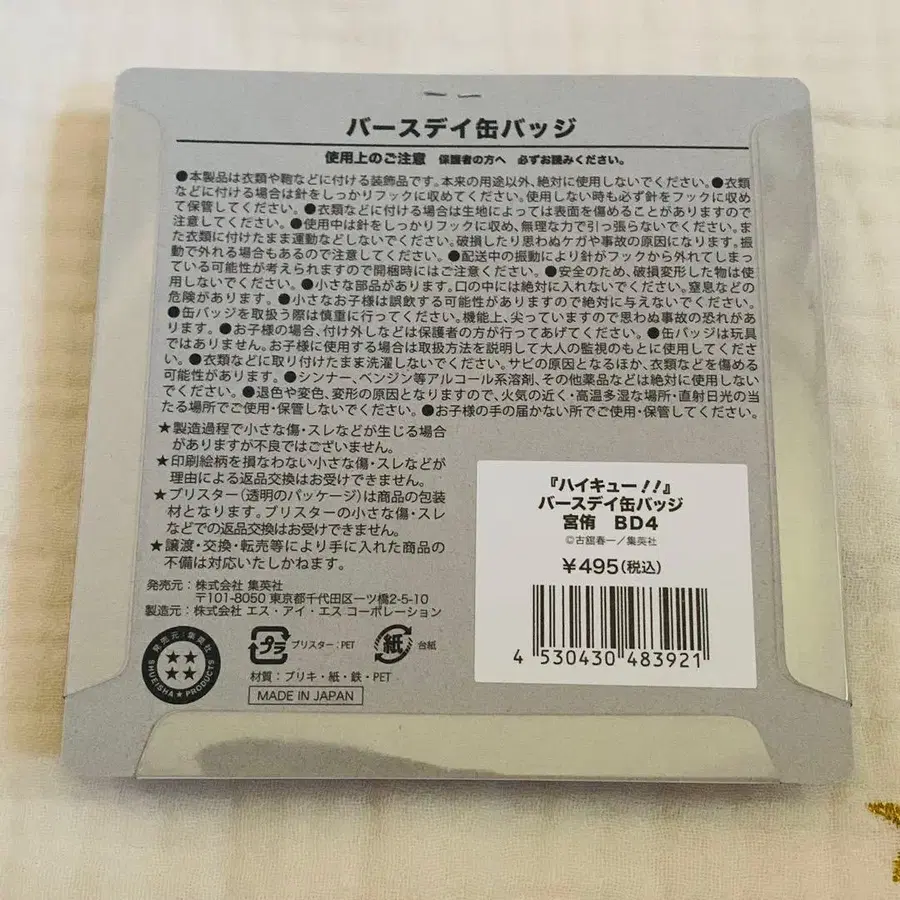 バースデイ缶バッジ
使用上のご注意 保護者の方へ 必ずお読みください。
●本製品は衣類や鞄などに付ける装飾品です。本来の用途以外、絶対に使用しないでください。●衣類
などに付ける場合は針をしっかりフックに収めてください。使用しない時も必ず針をフックに収め
て保管してください。●衣類などに付ける場合は生地によっては表面を傷めることがありますので
注意してください。●使用中は針をしっかりフックに収め、無理な力で引っ張らないでください。ま
た衣類に付けたまま運動などしないでください。破損したり思わぬケガや事故の原因になります。振
動で外れる場合もあるので注意してください。●配送中の振動により針がフックから外れてしまっ
ている可能性が考えられますので開梱時にはご注意ください。●安全のため、破損変形した物は使
用しないでください。●小さな部品があります。口の中には絶対に入れないでください。窒息などの
危険があります。●小さなお子様は誤飲する可能性がありますので絶対に与えないでください。
●缶バッジを取扱う際は慎重に行ってください。機能上、尖っていますので思わぬ事故の恐れがあ
ります。●お子様の場合、付け外しなどは保護者の方が行ってあげてください。●缶バッジは玩具
ではありません。お子様に使用する場合は取扱方法を説明して大人の監視のもとに使用してくださ
い。●衣類などに取り付けたまま洗濯しないでください。サビの原因となるほか、衣類などを傷める
可能性があります。●シンナー、ベンジン等アルコール系溶剤、その他薬品などは絶対に使用しない
でください。●退色や変色、変形の原因となりますので、火気の近く・高温多湿な場所・直射日光の当
たる場所でご使用・保管しないでください。●お子様の手の届かない所でご使用・保管してください。
★製造過程で小さな傷・スレなどが生じる場合
がありますが不良ではございません。
★印刷絵柄を損なわない小さな傷・スレなどが
理由による返品交換はお受けできません。
★ブリスター(透明のパッケージ)は商品の包装
材となります。ブリスターの小さな傷・スレ
などでの返品交換はお受けできません。
★譲渡・交換・転売等により手に入れた商品の
不備は対応いたしかねます。
発売元:株式会社 集英社
〒101-8050 東京都千代田区一ツ橋2-5-10
製造元:株式会社 エス・アイ・エス コーポレーション
発売元:集英社
SHUEISHA★PRODUCTS
プラ
ブリスター:PET
紙
台紙
材質:ブリキ・紙・鉄・PET
MADE IN JAPAN
『ハイキュー!!』
バースデイ缶バッジ
宮侑 BD4
©古舘春一/集英社
¥495(税込)
4 530430 483921